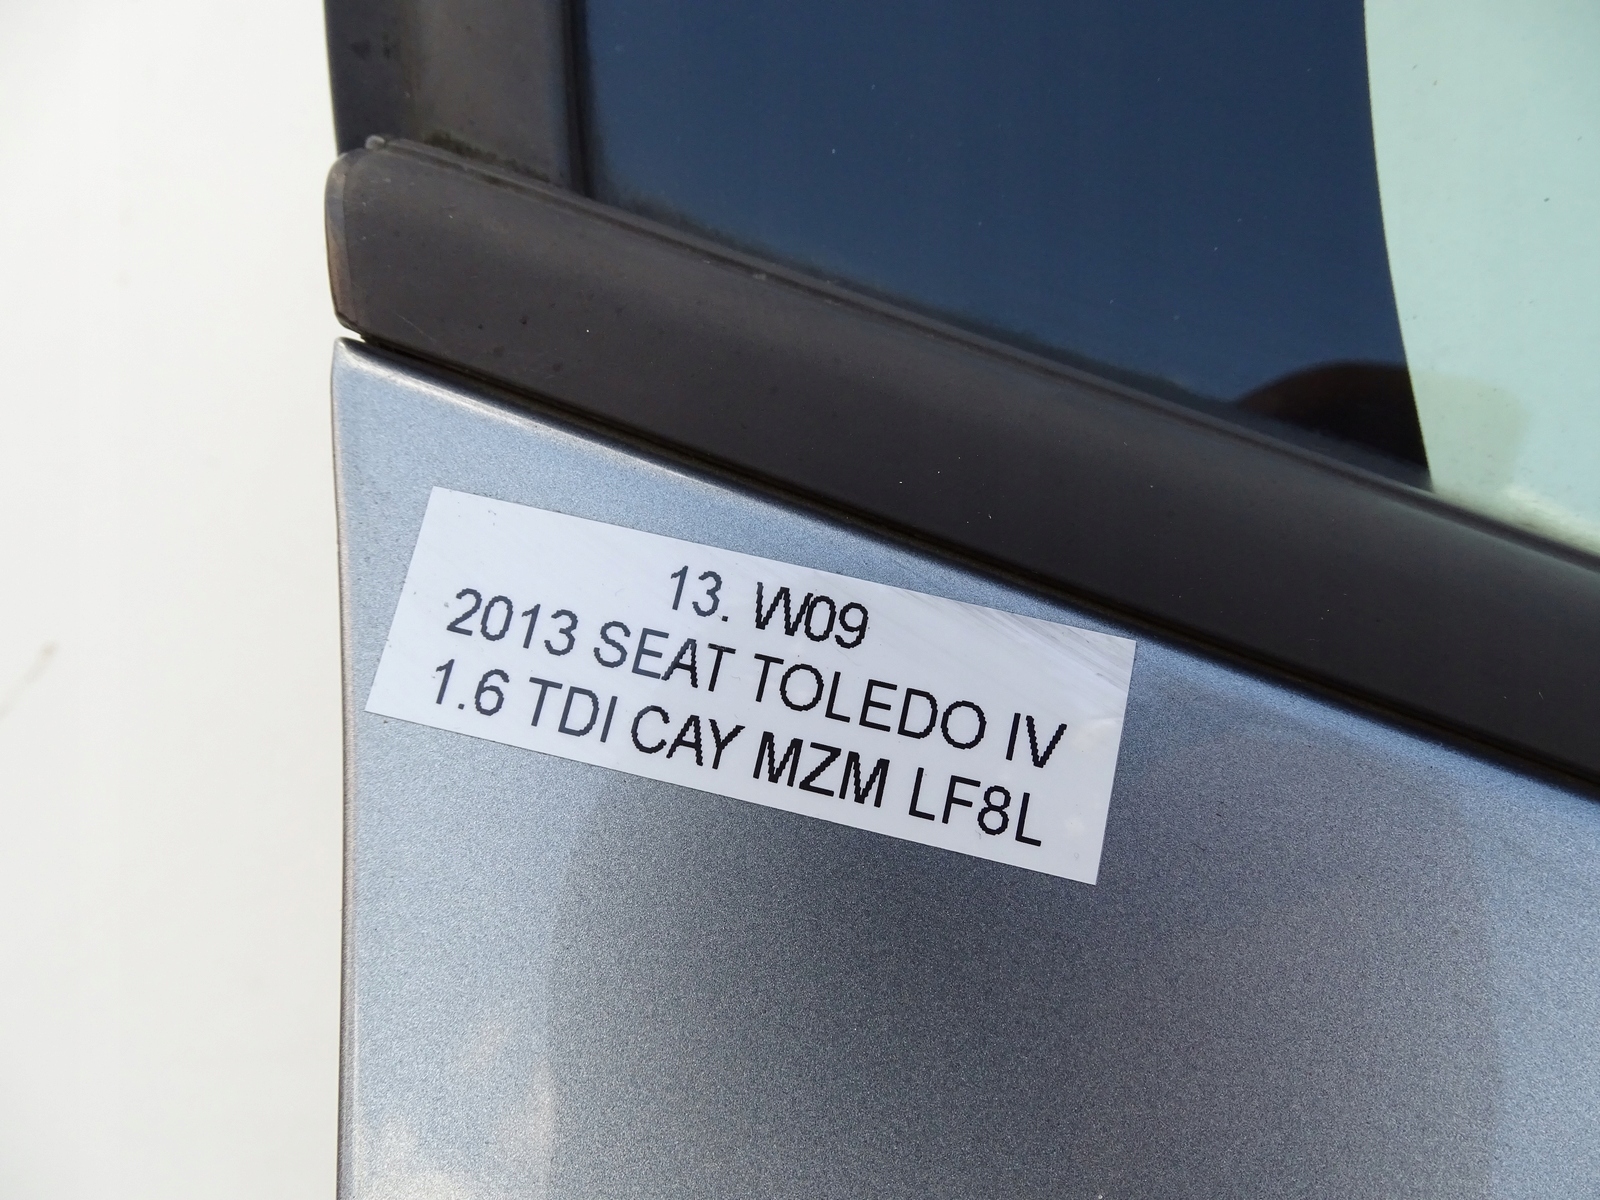 13. W09
2013 SEAT TOLEDO IV
1.6 TDI CAY MZM LF8L